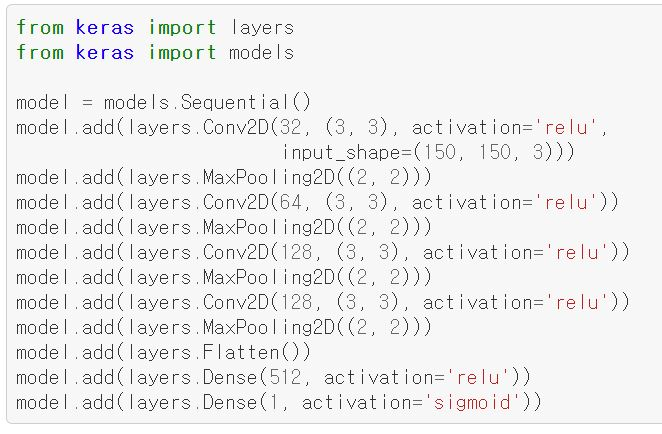 from keras import layers
from keras import models

model = models.Sequential()
model.add(layers.Conv2D(32, (3, 3), activation='relu',
                        input_shape=(150, 150, 3)))
model.add(layers.MaxPooling2D((2, 2)))
model.add(layers.Conv2D(64, (3, 3), activation='relu'))
model.add(layers.MaxPooling2D((2, 2)))
model.add(layers.Conv2D(128, (3, 3), activation='relu'))
model.add(layers.MaxPooling2D((2, 2)))
model.add(layers.Conv2D(128, (3, 3), activation='relu'))
model.add(layers.MaxPooling2D((2, 2)))
model.add(layers.Flatten())
model.add(layers.Dense(512, activation='relu'))
model.add(layers.Dense(1, activation='sigmoid'))